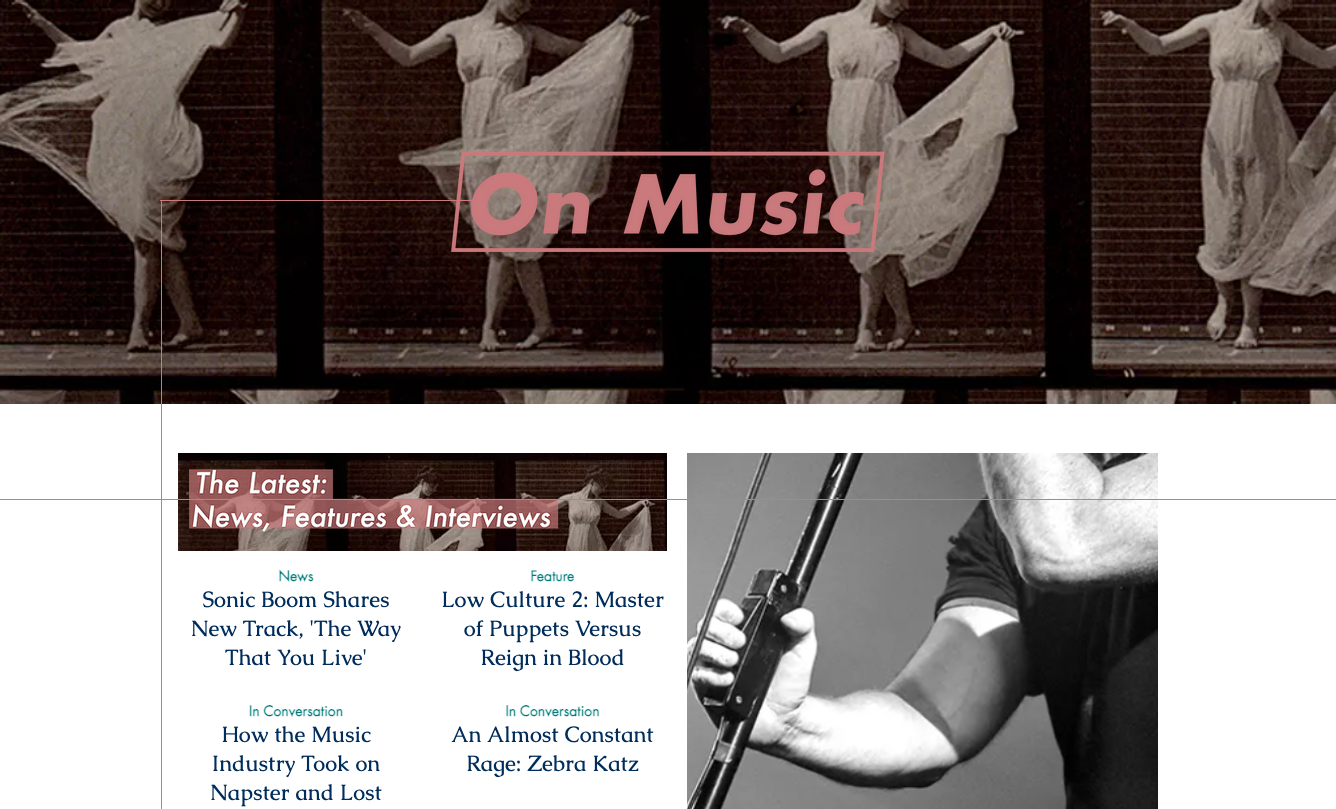 On Music
The Latest:
News, Features & Interviews
News
Sonic Boom Shares
New Track, 'The Way
That You Live'
Feature
Low Culture 2: Master
of Puppets Versus
Reign in Blood
In Conversation
How the Music
Industry Took on
Napster and Lost
In Conversation
An Almost Constant
Rage: Zebra Katz